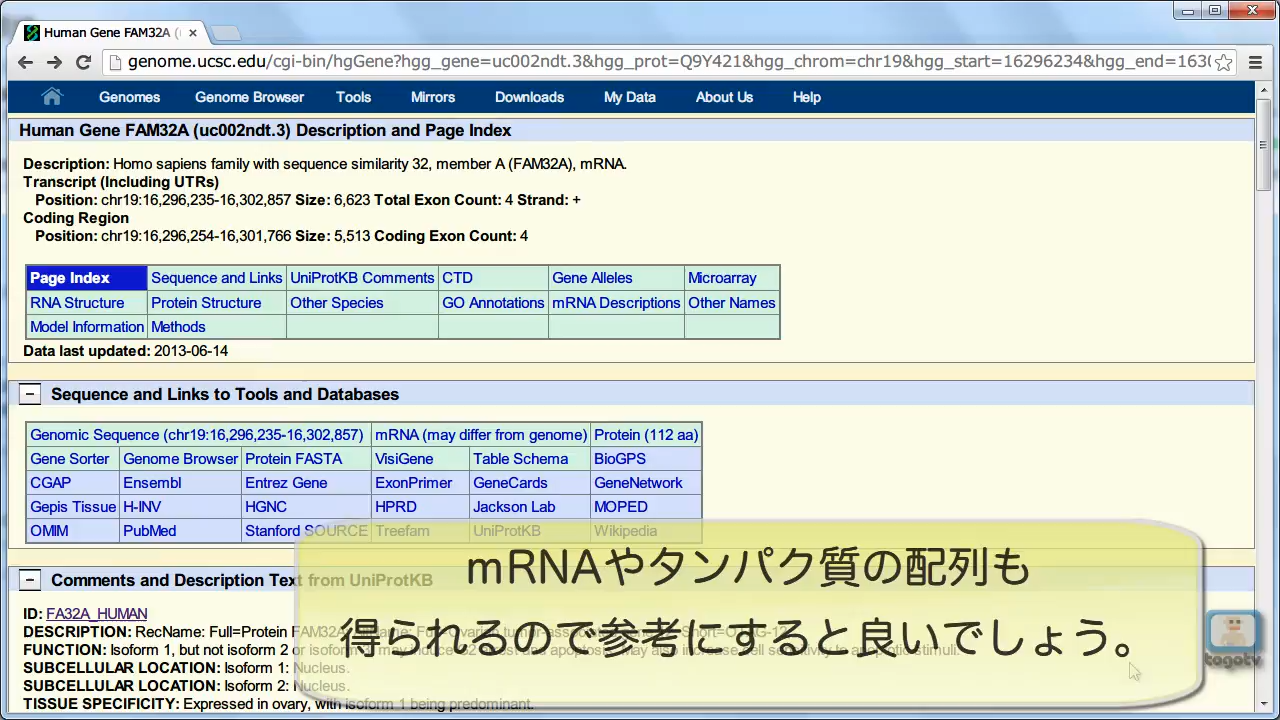 Human Gene FAM32A (
genome.ucsc.edu/cgi-bin/hgGene?hgg_gene=uc002ndt.3&hgg_prot=Q9Y421&hgg_chrom=chr19&hgg_start=16296234&hgg_end=1630
Genomes Genome Browser Tools Mirrors Downloads My Data About Us Help
Human Gene FAM32A (uc002ndt.3) Description and Page Index
Description: Homo sapiens family with sequence similarity 32, member A (FAM32A), mRNA.
Transcript (Including UTRs)
Position: chr19:16,296,235-16,302,857 Size: 6,623 Total Exon Count: 4 Strand: +
Coding Region
Position: chr19:16,296,254-16,301,766 Size: 5,513 Coding Exon Count: 4
Page Index Sequence and Links UniProtKB Comments CTD Gene Alleles Microarray
RNA Structure Protein Structure Other Species GO Annotations mRNA Descriptions Other Names
Model Information Methods
Data last updated: 2013-06-14
− Sequence and Links to Tools and Databases
Genomic Sequence (chr19:16,296,235-16,302,857) mRNA (may differ from genome) Protein (112 aa)
Gene Sorter Genome Browser Protein FASTA VisiGene Table Schema BioGPS
CGAP Ensembl Entrez Gene ExonPrimer GeneCards GeneNetwork
Gepis Tissue H-INV HGNC HPRD Jackson Lab MOPED
OMIM PubMed Stanford SOURCE Treefam UniProtKB Wikipedia
− Comments and Description Text from UniProtKB
mRNAやタンパク質の配列も
得られるので参考にすると良いでしょう。
ID: FA32A_HUMAN
DESCRIPTION: RecName: Full=Protein FAM32A;
FUNCTION: Isoform 1, but not isoform 2 or isoform
SUBCELLULAR LOCATION: Isoform 1: Nucleus.
SUBCELLULAR LOCATION: Isoform 2: Nucleus.
TISSUE SPECIFICITY: Expressed in ovary, with isoform 1 being predominant.
togotv